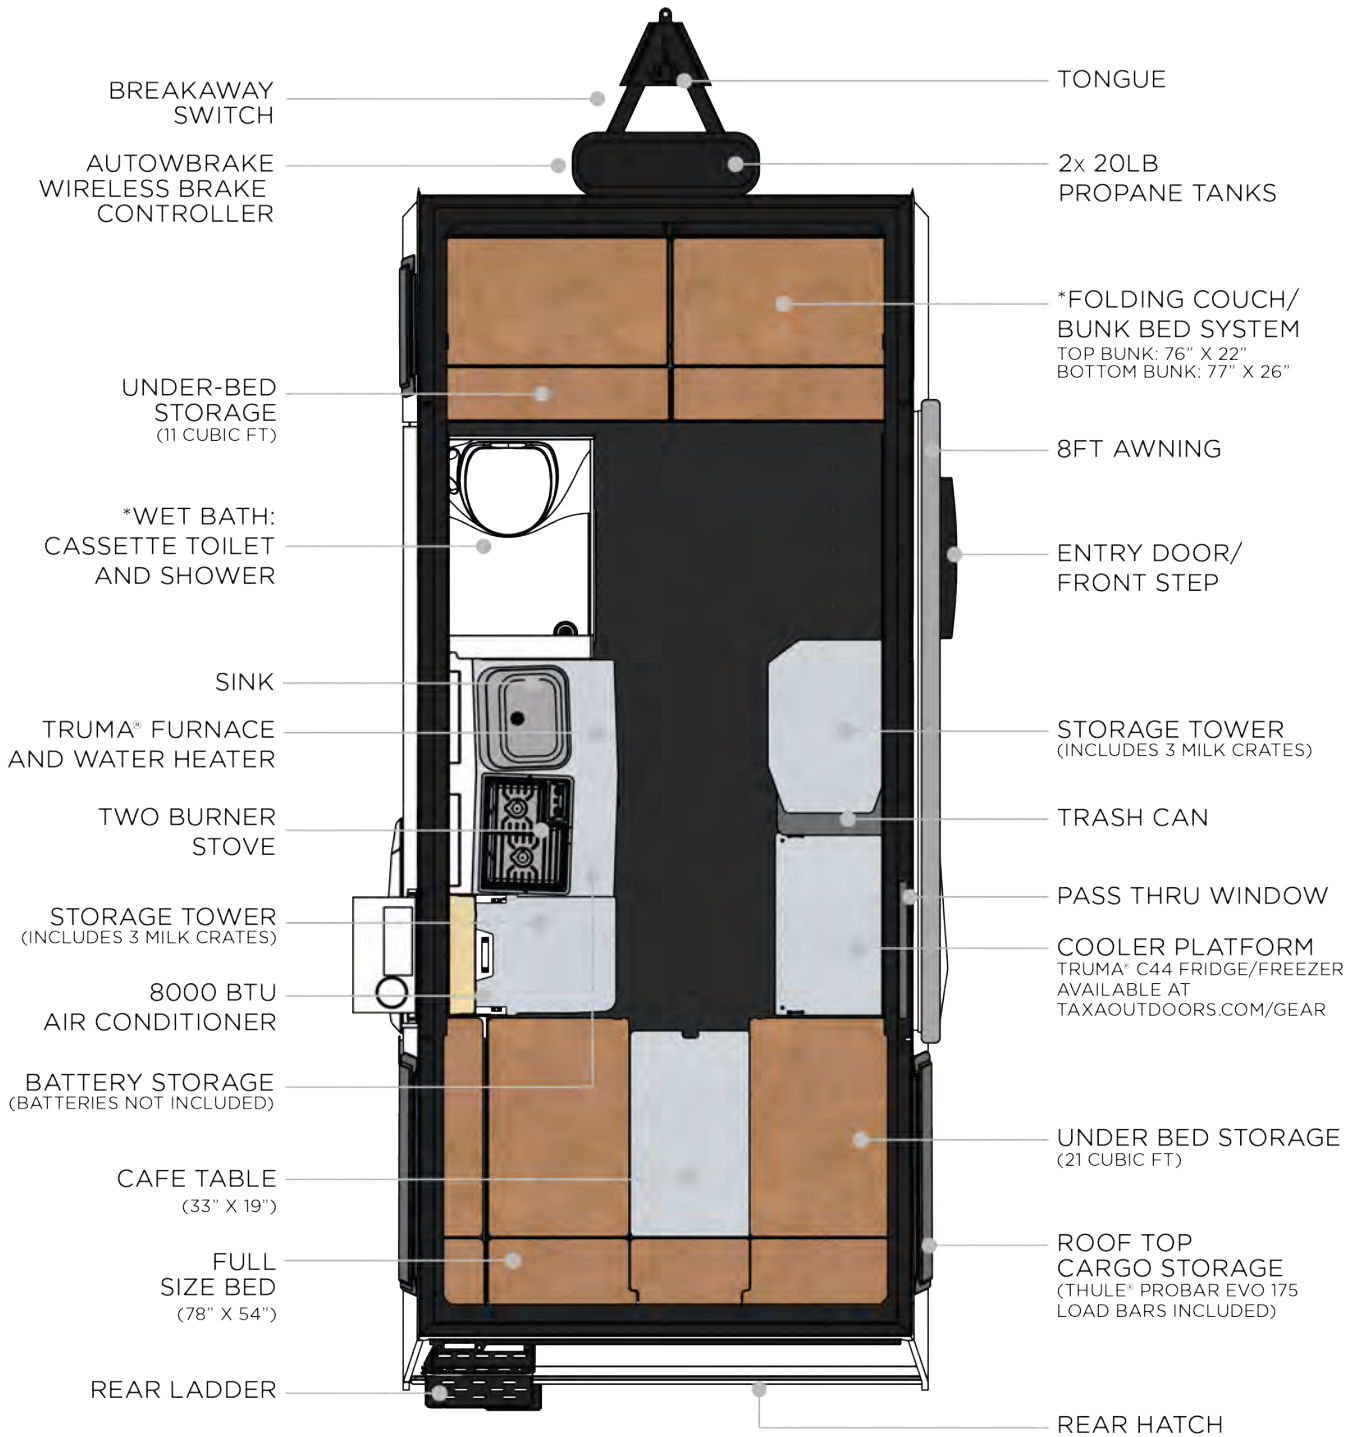 BREAKAWAY
SWITCH
AUTOWBRAKE
WIRELESS BRAKE
CONTROLLER
UNDER-BED
STORAGE
(11 CUBIC FT)
*WET BATH:
CASSETTE TOILET
AND SHOWER
SINK
TRUMA® FURNACE
AND WATER HEATER
TWO BURNER
STOVE
STORAGE TOWER
(INCLUDES 3 MILK CRATES)
8000 BTU
AIR CONDITIONER
BATTERY STORAGE
(BATTERIES NOT INCLUDED)
CAFE TABLE
(33” X 19”)
FULL
SIZE BED
(78” X 54”)
REAR LADDER
TONGUE
2x 20LB
PROPANE TANKS
*FOLDING COUCH/
BUNK BED SYSTEM
TOP BUNK: 76” X 22”
BOTTOM BUNK: 77” X 26”
8FT AWNING
ENTRY DOOR/
FRONT STEP
STORAGE TOWER
(INCLUDES 3 MILK CRATES)
TRASH CAN
PASS THRU WINDOW
COOLER PLATFORM
TRUMA® C44 FRIDGE/FREEZER
AVAILABLE AT
TAXAOUTDOORS.COM/GEAR
UNDER BED STORAGE
(21 CUBIC FT)
ROOF TOP
CARGO STORAGE
(THULE® PROBAR EVO 175
LOAD BARS INCLUDED)
REAR HATCH